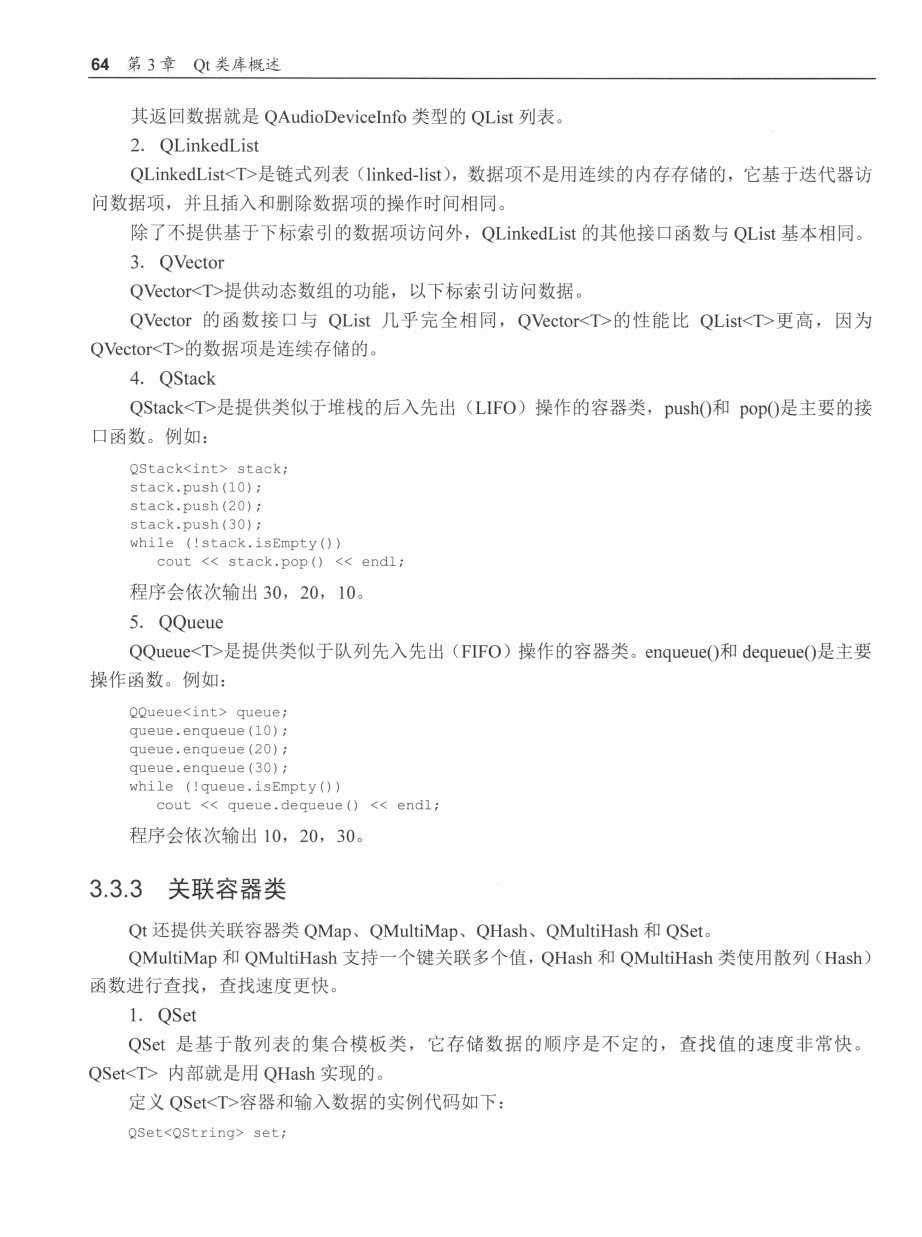 64 第 3 章 Qt 类库概述
其返回数据就是 QAudioDeviceInfo 类型的 QList 列表。
2. QLinkedList
QLinkedList<T>是链式列表（linked-list），数据项不是用连续的内存存储的，它基于迭代器访
问数据项，并且插入和删除数据项的操作时间相同。
除了不提供基于下标索引的数据项访问外，QLinkedList 的其他接口函数与 QList 基本相同。
3. QVector
QVector<T>提供动态数组的功能，以下标索引访问数据。
QVector 的函数接口与 QList 几乎完全相同，QVector<T>的性能比 QList<T>更高，因为
QVector<T>的数据项是连续存储的。
4. QStack
QStack<T>是提供类似于堆栈的后入先出（LIFO）操作的容器类，push()和 pop()是主要的接
口函数。例如：
QStack<int> stack;
stack.push(10);
stack.push(20);
stack.push(30);
while (!stack.isEmpty())
cout << stack.pop() << endl;
程序会依次输出 30，20，10。
5. QQueue
QQueue<T>是提供类似于队列先入先出（FIFO）操作的容器类。enqueue()和 dequeue()是主要
操作函数。例如：
QQueue<int> queue;
queue.enqueue(10);
queue.enqueue(20);
queue.enqueue(30);
while (!queue.isEmpty())
cout << queue.dequeue() << endl;
程序会依次输出 10，20，30。
3.3.3 关联容器类
Qt 还提供关联容器类 QMap、QMultiMap、QHash、QMultiHash 和 QSet。
QMultiMap 和 QMultiHash 支持一个键关联多个值，QHash 和 QMultiHash 类使用散列（Hash）
函数进行查找，查找速度更快。
1. QSet
QSet 是基于散列表的集合模板类，它存储数据的顺序是不定的，查找值的速度非常快。
QSet<T> 内部就是用 QHash 实现的。
定义 QSet<T>容器和输入数据的实例代码如下：
QSet<QString> set;